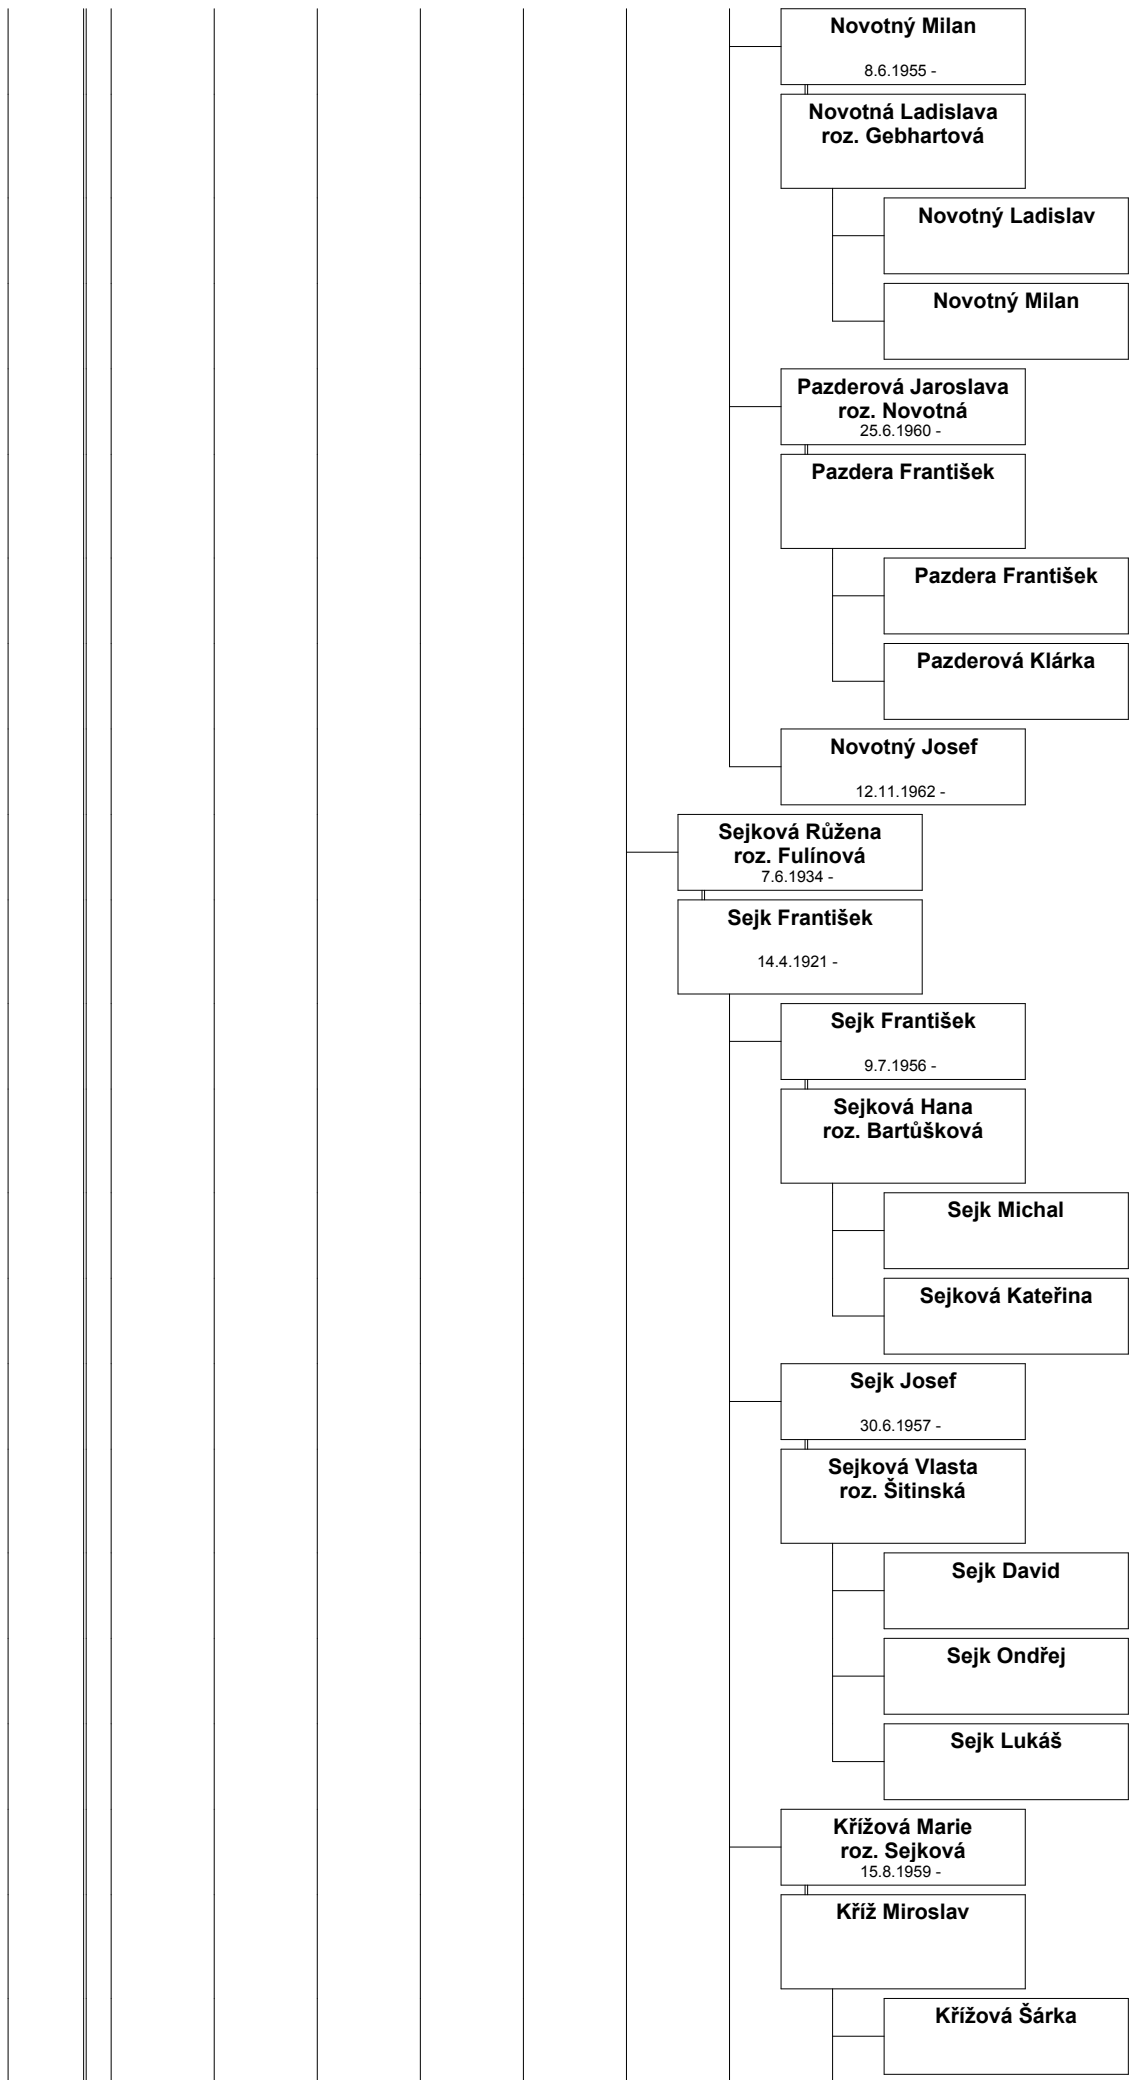 Novotný Milan
8.6.1955 -
Novotná Ladislava
roz. Gebhartová
Novotný Ladislav
Novotný Milan
Pazderová Jaroslava
roz. Novotná
25.6.1960 -
Pazdera František
Pazdera František
Pazderová Klárka
Novotný Josef
12.11.1962 -
Sejková Růžena
roz. Fulínová
7.6.1934 -
Sejk František
14.4.1921 -
Sejk František
9.7.1956 -
Sejková Hana
roz. Bartůšková
Sejk Michal
Sejková Kateřina
Sejk Josef
30.6.1957 -
Sejková Vlasta
roz. Šitinská
Sejk David
Sejk Ondřej
Sejk Lukáš
Křížová Marie
roz. Sejková
15.8.1959 -
Kříž Miroslav
Křížová Šárka